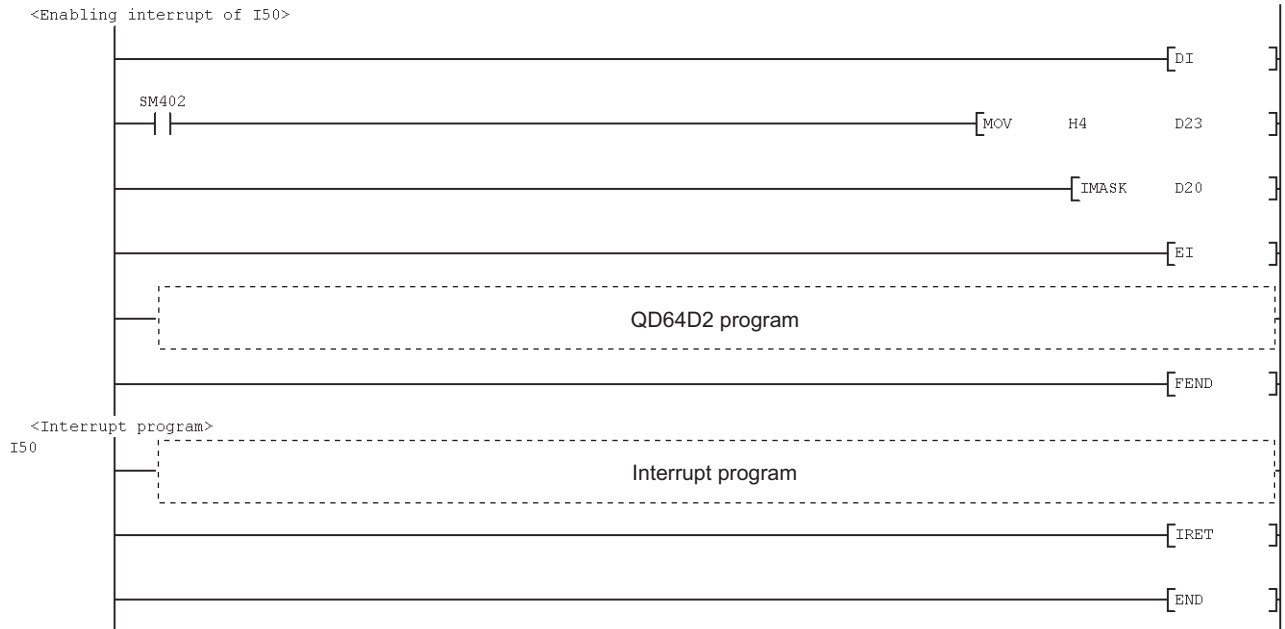 <Enabling interrupt of I50>
DI
SM402
MOV H4 D23
IMASK D20
EI
QD64D2 program
FEND
<Interrupt program>
I50
Interrupt program
IRET
END